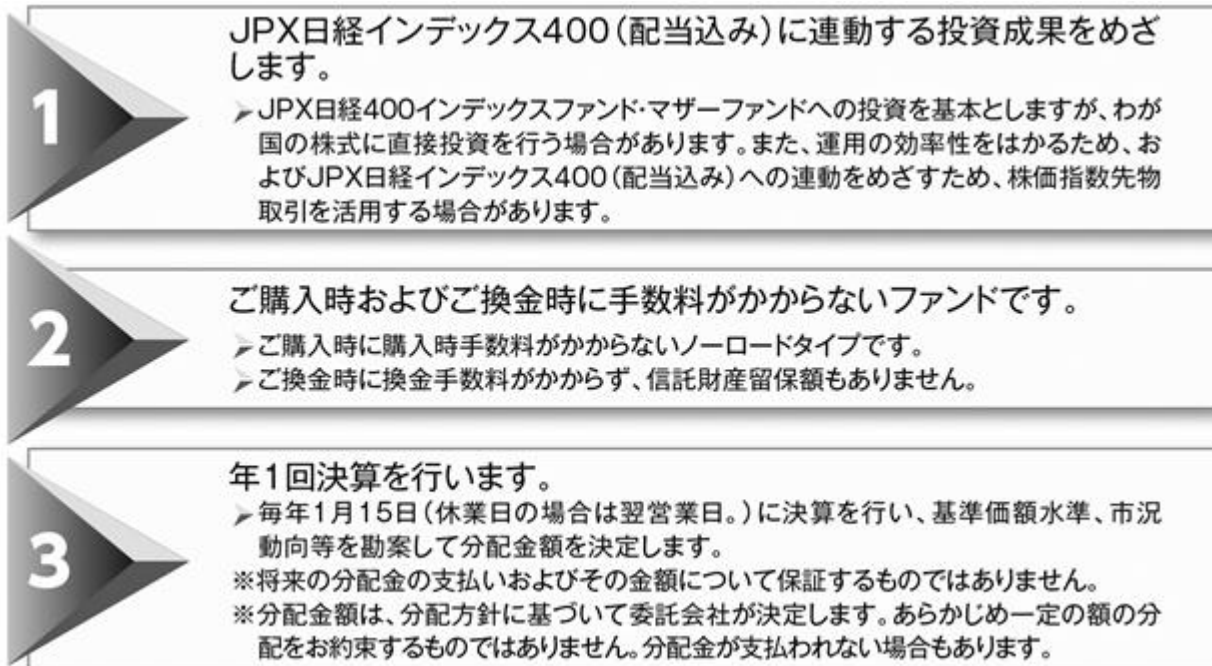 1
JPX日経インデックス400(配当込み)に連動する投資成果をめざ
します。
➢JPX日経400インデックスファンド・マザーファンドへの投資を基本としますが、わが
国の株式に直接投資を行う場合があります。また、運用の効率性をはかるため、お
よびJPX日経インデックス400(配当込み)への連動をめざすため、株価指数先物
取引を活用する場合があります。
2
ご購入時およびご換金時に手数料がかからないファンドです。
➢ご購入時に購入時手数料がかからないノーロードタイプです。
➢ご換金時に換金手数料がかからず、信託財産留保額もありません。
3
年1回決算を行います。
➢毎年1月15日(休業日の場合は翌営業日。)に決算を行い、基準価額水準、市況
動向等を勘案して分配金額を決定します。
※将来の分配金の支払いおよびその金額について保証するものではありません。
※分配金額は、分配方針に基づいて委託会社が決定します。あらかじめ一定の額の分
配をお約束するものではありません。分配金が支払われない場合もあります。